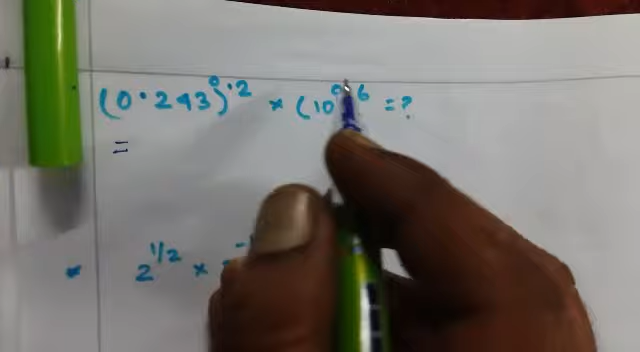 (0.243)^0.2 × (10^0.6 = ?
=
* 2^1/2 ×